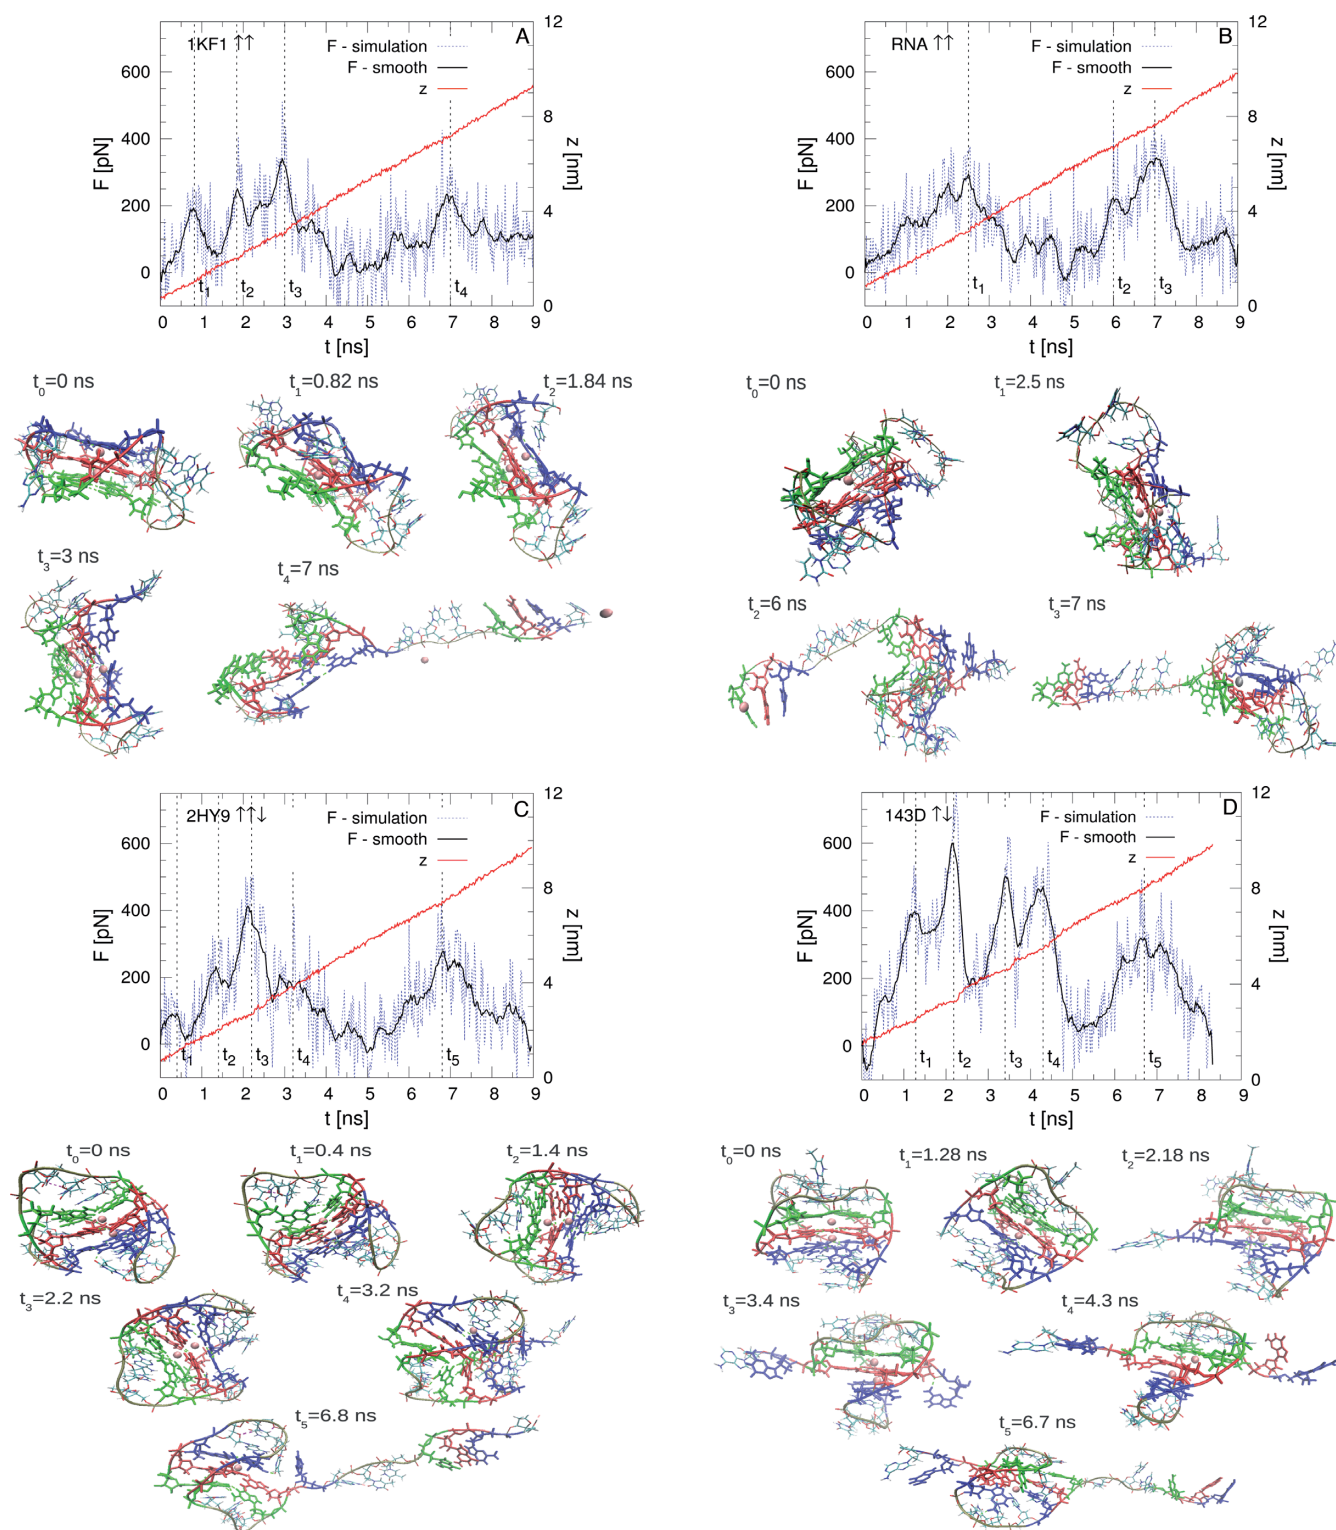 1KF1 ↑↑
A
F - simulation
F - smooth
z
F [pN]
600
400
200
0
12
8
4
0
z [nm]
t1 t2 t3 t4
0 1 2 3 4 5 6 7 8 9
t [ns]
RNA ↑↑
B
F - simulation
F - smooth
z
F [pN]
600
400
200
0
12
8
4
0
z [nm]
t1 t2 t3
0 1 2 3 4 5 6 7 8 9
t [ns]
t0=0 ns
t1=0.82 ns
t2=1.84 ns
t3=3 ns
t4=7 ns
t0=0 ns
t1=2.5 ns
t2=6 ns
t3=7 ns
2HY9 ↑↑↓
C
F - simulation
F - smooth
z
F [pN]
600
400
200
0
12
8
4
0
z [nm]
t1 t2 t3 t4 t5
0 1 2 3 4 5 6 7 8 9
t [ns]
143D ↑↓
D
F - simulation
F - smooth
z
F [pN]
600
400
200
0
12
8
4
0
z [nm]
t1 t2 t3 t4 t5
0 1 2 3 4 5 6 7 8 9
t [ns]
t0=0 ns
t1=0.4 ns
t2=1.4 ns
t3=2.2 ns
t4=3.2 ns
t5=6.8 ns
t0=0 ns
t1=1.28 ns
t2=2.18 ns
t3=3.4 ns
t4=4.3 ns
t5=6.7 ns